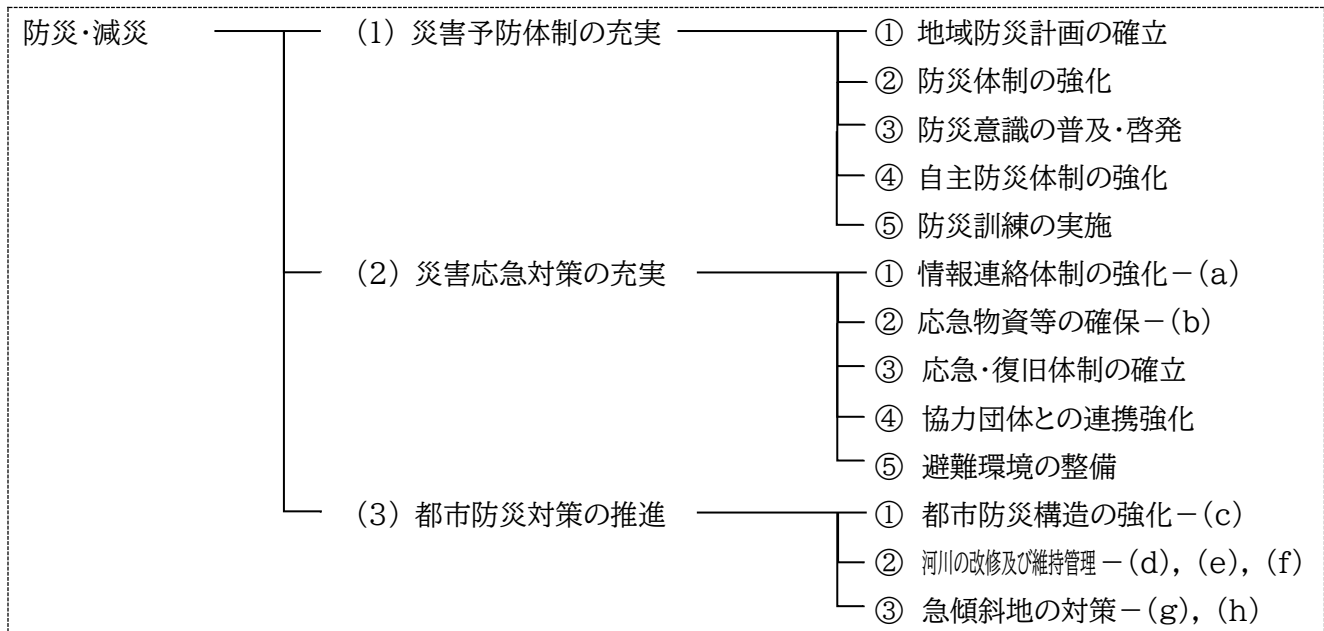 防災・減災 (1) 災害予防体制の充実 ① 地域防災計画の確立
② 防災体制の強化
③ 防災意識の普及・啓発
④ 自主防災体制の強化
⑤ 防災訓練の実施
(2) 災害応急対策の充実 ① 情報連絡体制の強化－(a)
② 応急物資等の確保－(b)
③ 応急・復旧体制の確立
④ 協力団体との連携強化
⑤ 避難環境の整備
(3) 都市防災対策の推進 ① 都市防災構造の強化－(c)
② 河川の改修及び維持管理－(d), (e), (f)
③ 急傾斜地の対策－(g), (h)